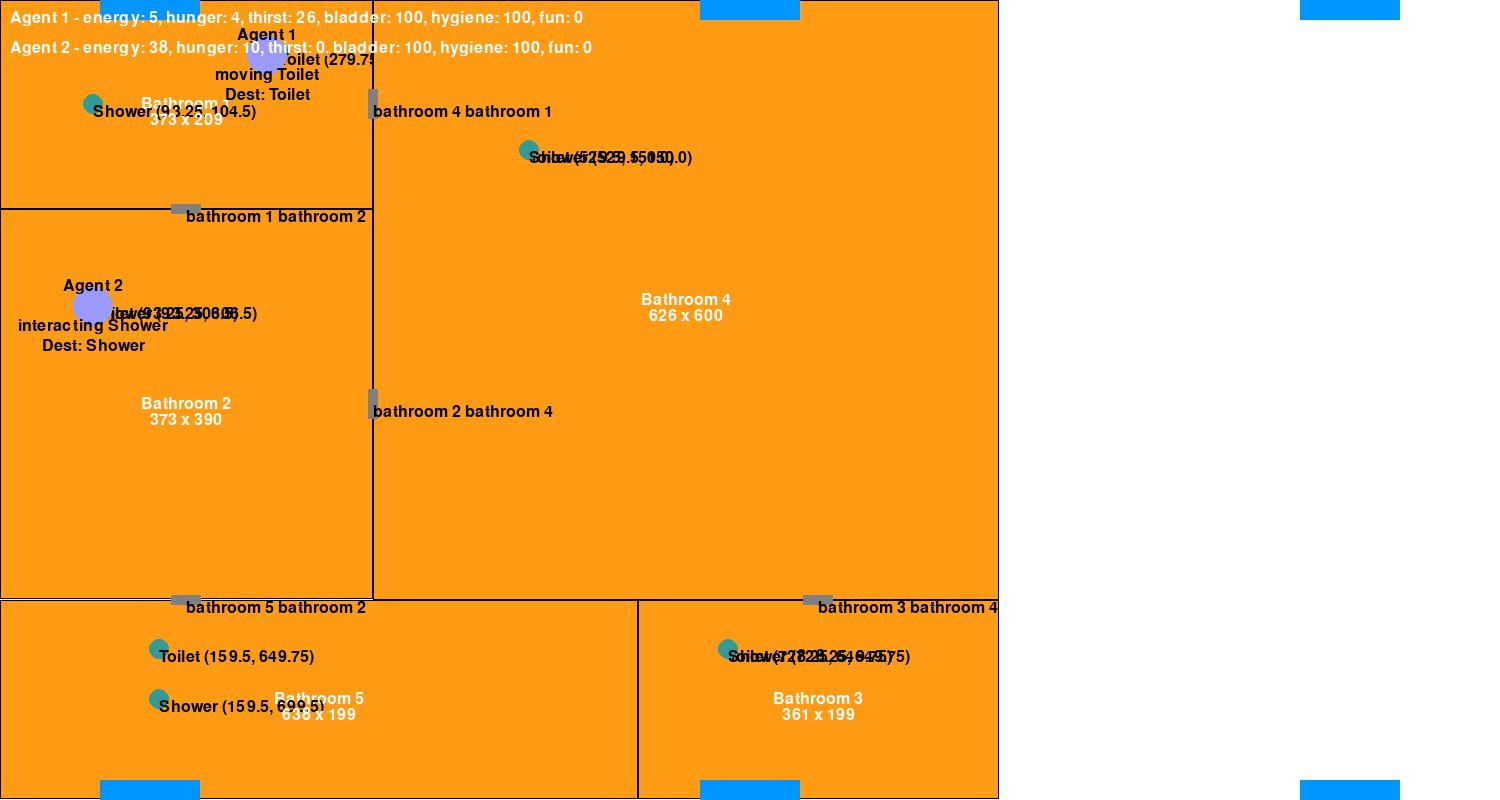 Agent 1 - energy: 5, hunger: 4, thirst: 26, bladder: 100, hygiene: 100, fun: 0
Agent 1
Agent 2 - energy: 38, hunger: 10, thirst: 0, bladder: 100, hygiene: 100, fun: 0
Toilet (279.75
moving Toilet
Dest: Toilet
Bathroom 1
Shower (93.25, 104.5)
bathroom 4 bathroom 1
373 x 209
bathroom 1 bathroom 2
Agent 2
Bathroom 4
626 x 600
interacting Shower
Dest: Shower
Bathroom 2
373 x 390
bathroom 2 bathroom 4
bathroom 5 bathroom 2
bathroom 3 bathroom 4
Toilet (159.5, 649.75)
Bathroom 5
Bathroom 3
Shower (159.5, 699.5)
638 x 199
361 x 199